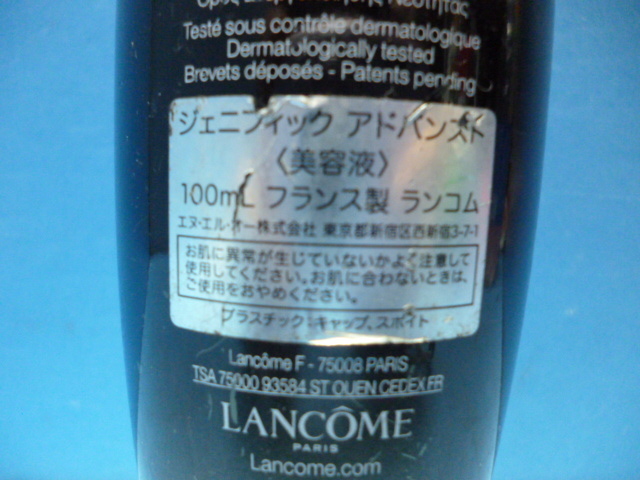 Testé sous contrôle dermatologique
Dermatologically tested
Brevets déposés - Patents pending
ジェニフィック アドバンスト
〈美容液〉
100mL フランス製 ランコム
エヌ・エル・オー株式会社 東京都新宿区西新宿3-7-1
お肌に異常が生じていないかよく注意して
使用してください。お肌に合わないときは、
ご使用をおやめください。
プラスチック:キャップ、スポイト
Lancôme F - 75008 PARIS
TSA 75000 93584 ST OUEN CEDEX FR
LANCÔME
PARIS
Lancome.com